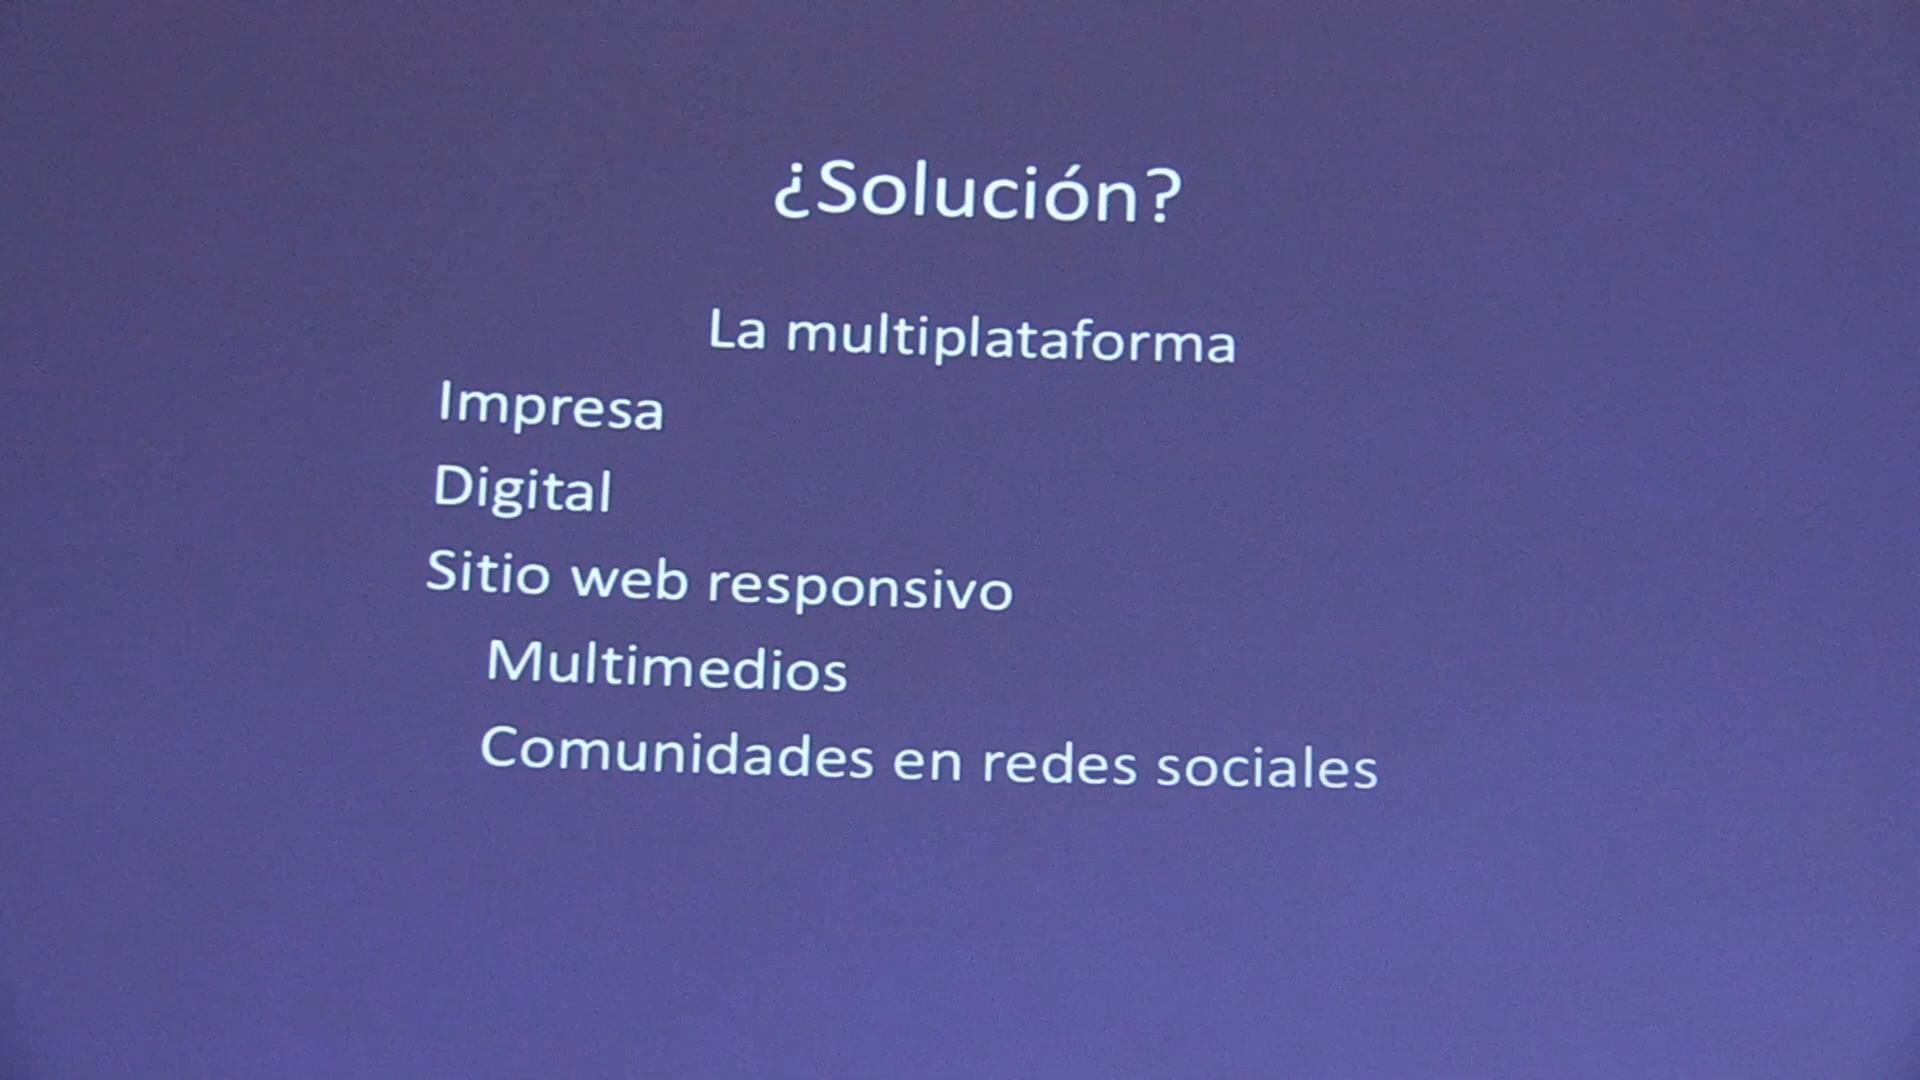 ¿Solución?
La multiplataforma
Impresa
Digital
Sitio web responsivo
Multimedios
Comunidades en redes sociales